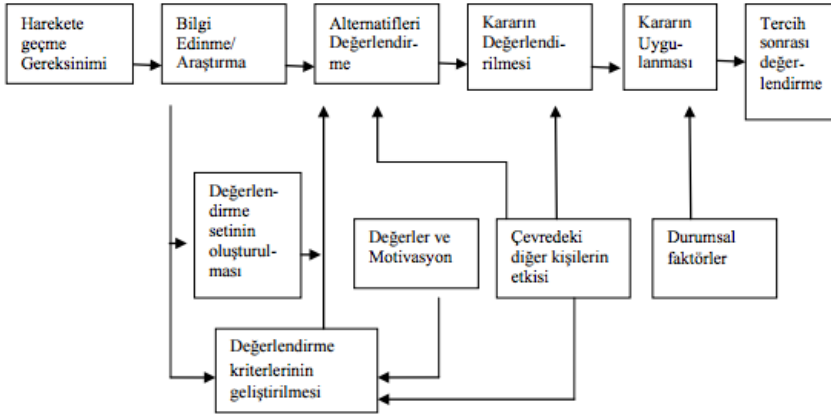 Harekete
geçme
Gereksinimi
Bilgi
Edinme/
Araştırma
Alternatifleri
Değerlendir-
me
Kararın
Değerlendi-
rilmesi
Kararın
Uygu-
lanması
Tercih
sonrası
değer-
lendirme
Değerlen-
dirme
setinin
oluşturul-
ması
Değerler ve
Motivasyon
Çevredeki
diğer kişilerin
etkisi
Durumsal
faktörler
Değerlendirme
kriterlerinin
geliştirilmesi